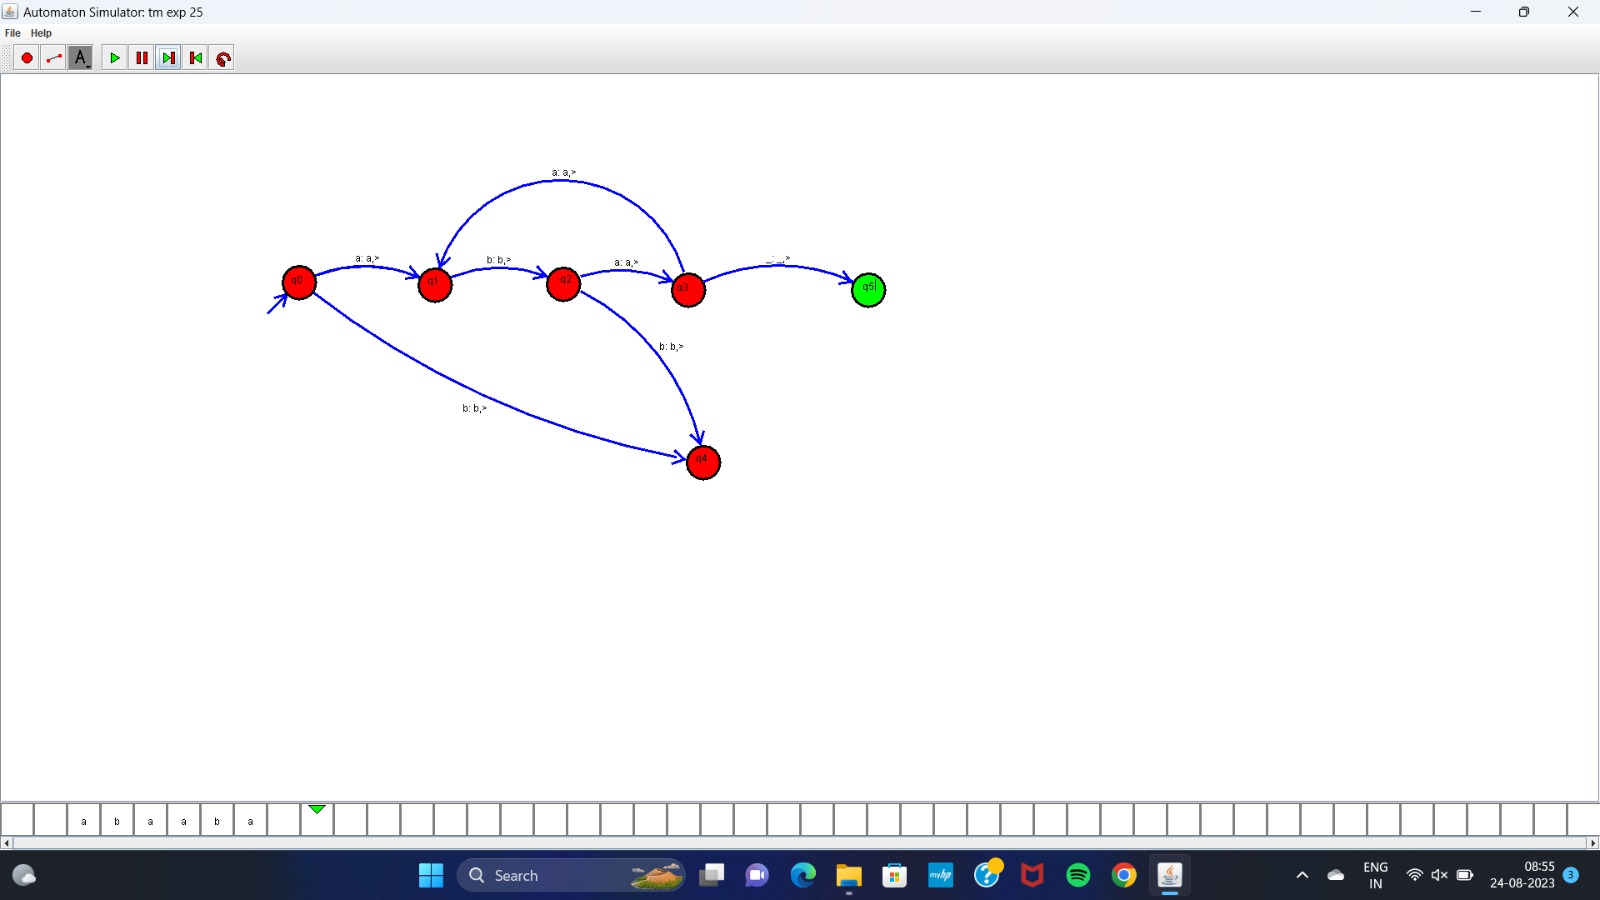 Automaton Simulator: tm exp 25
File Help
A
a: a,>
a: a,> b: b,> a: a,> _: _,>
q0 q1 q2 q3 q5
b: b,>
b: b,>
q4
a b a a b a
Search
myhp
ENG
IN
08:55
24-08-2023
3